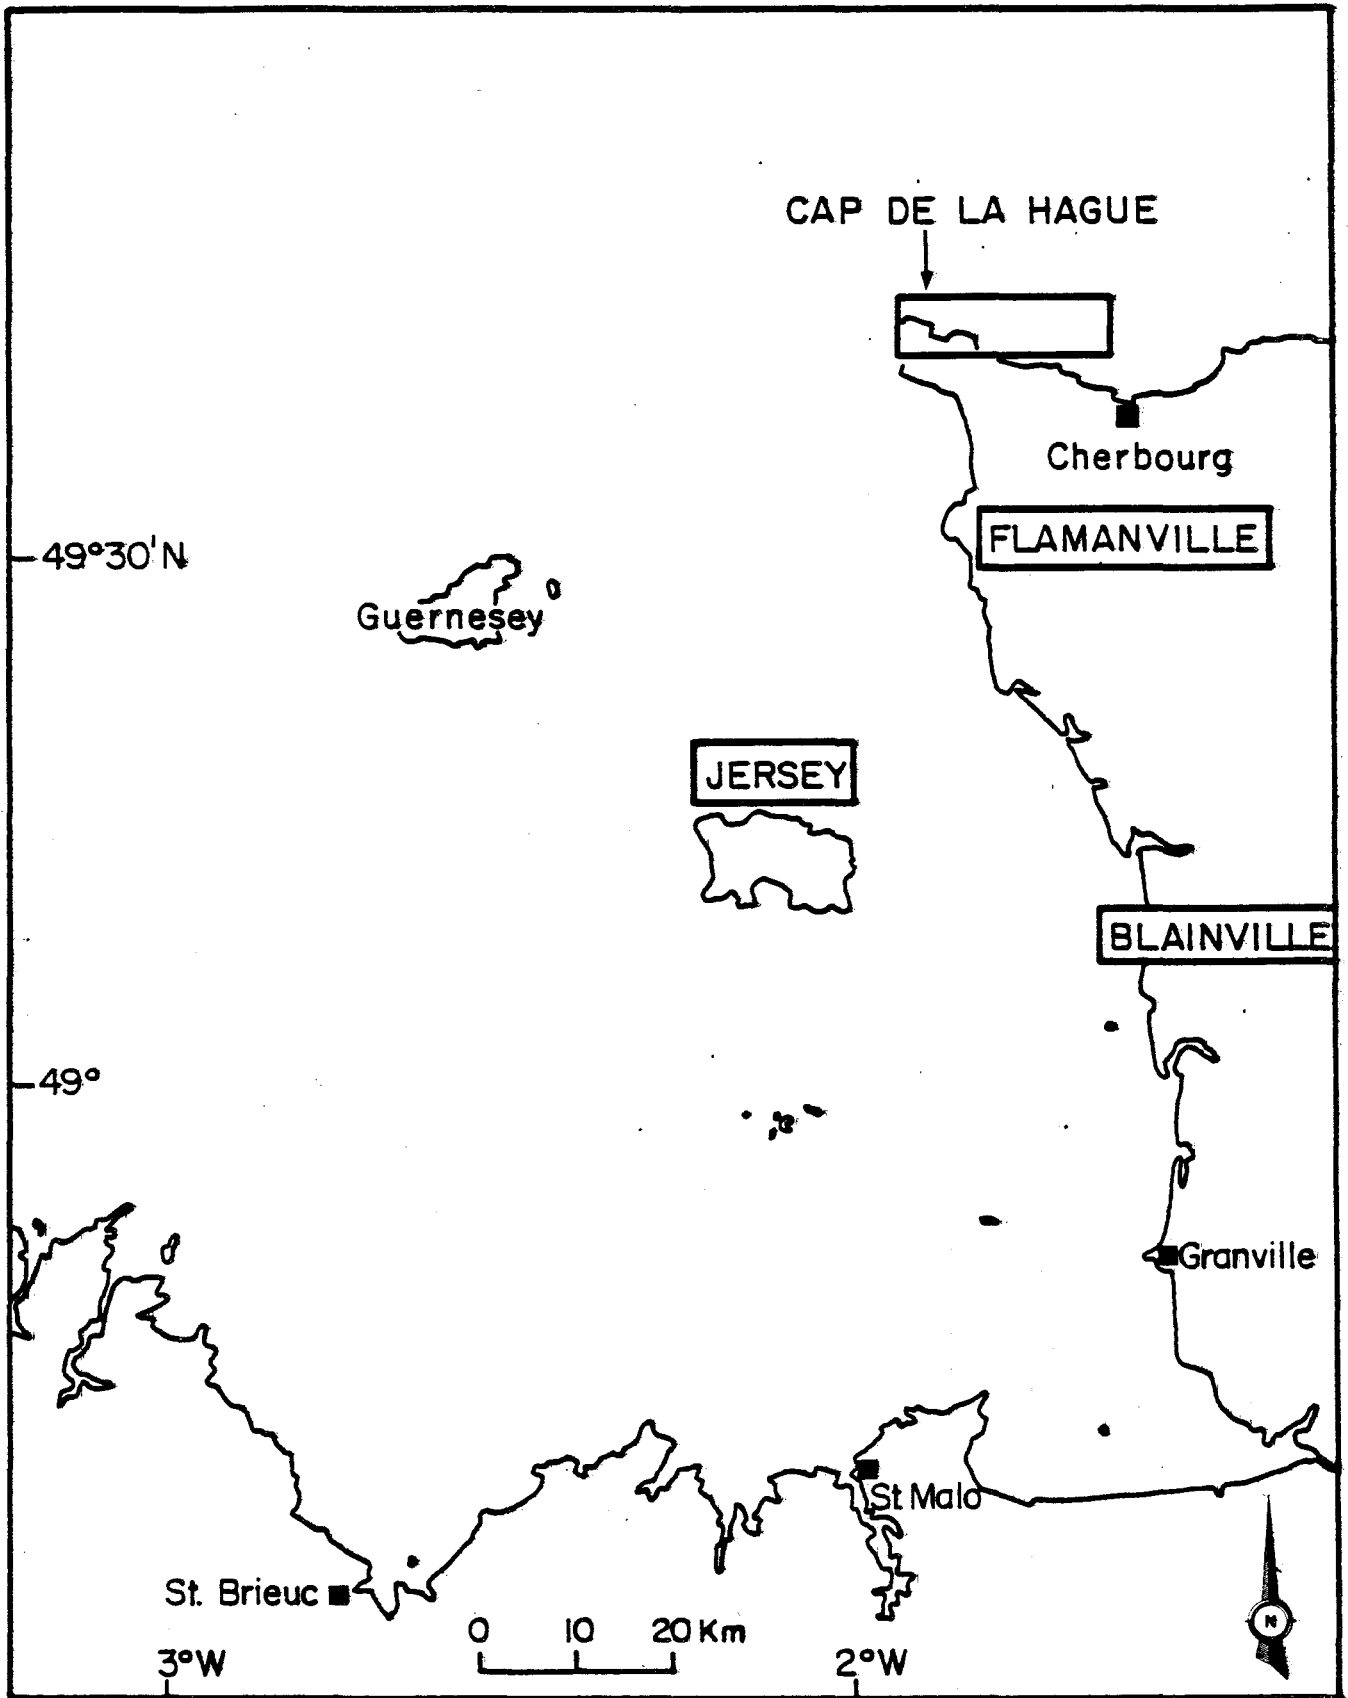 CAP DE LA HAGUE
Cherbourg
FLAMANVILLE
49°30'N
Guernesey
JERSEY
BLAINVILLE
49°
Granville
St Malo
St. Brieuc
0 10 20 Km
N
3°W 2°W